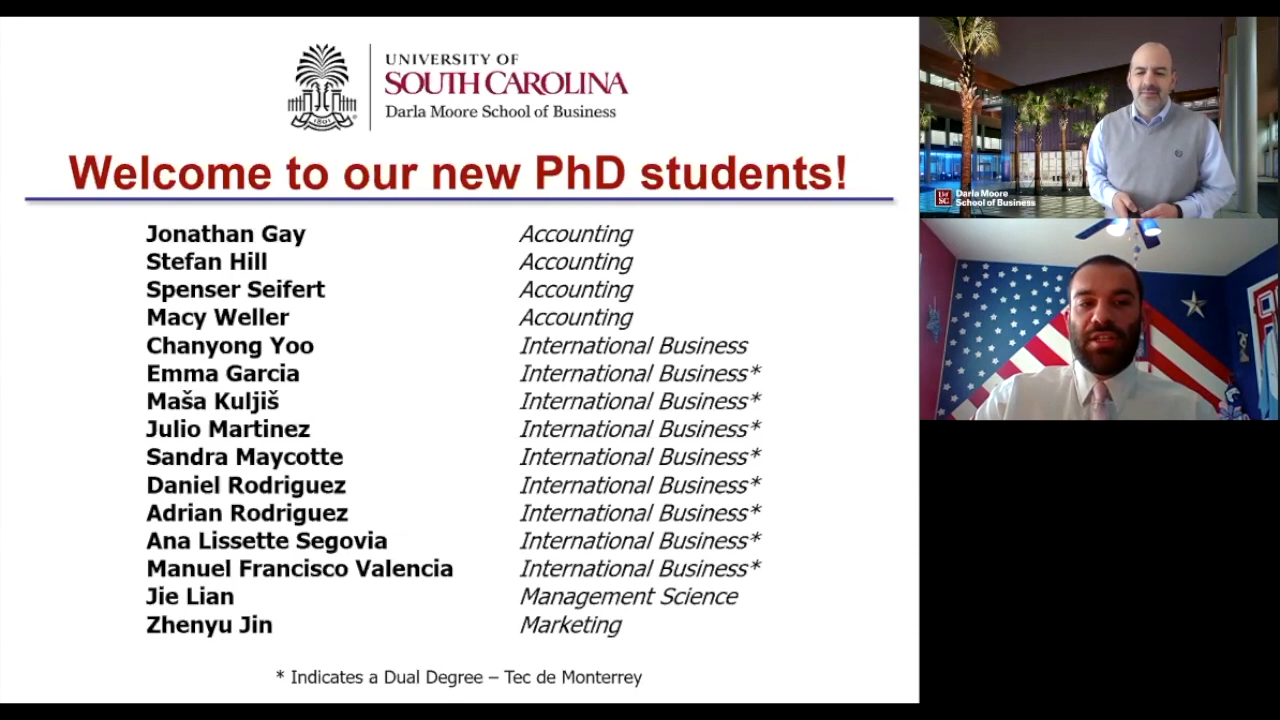 UNIVERSITY OF
SOUTH CAROLINA
Darla Moore School of Business
1801
Welcome to our new PhD students!
Jonathan Gay Accounting
Stefan Hill Accounting
Spenser Seifert Accounting
Macy Weller Accounting
Chanyong Yoo International Business
Emma Garcia International Business*
Maša Kuljiš International Business*
Julio Martinez International Business*
Sandra Maycotte International Business*
Daniel Rodriguez International Business*
Adrian Rodriguez International Business*
Ana Lissette Segovia International Business*
Manuel Francisco Valencia International Business*
Jie Lian Management Science
Zhenyu Jin Marketing
* Indicates a Dual Degree – Tec de Monterrey
UofSC
Darla Moore
School of Business